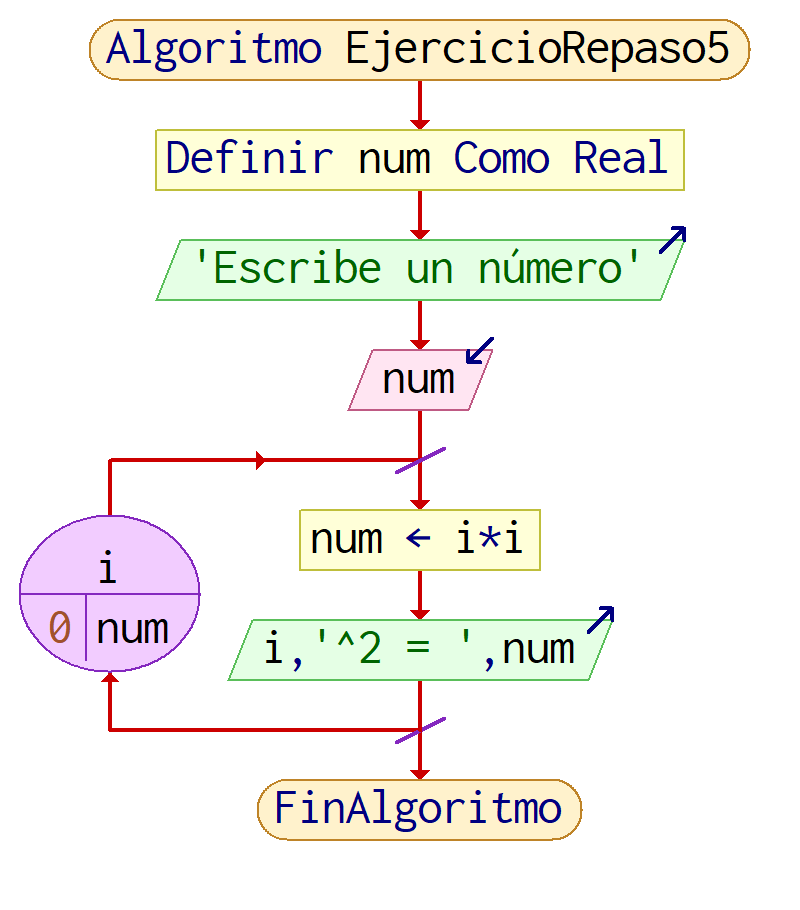 Algoritmo EjercicioRepaso5
Definir num Como Real
'Escribe un número'
num
num ← i*i
i
0 num
i,'^2 = ',num
FinAlgoritmo